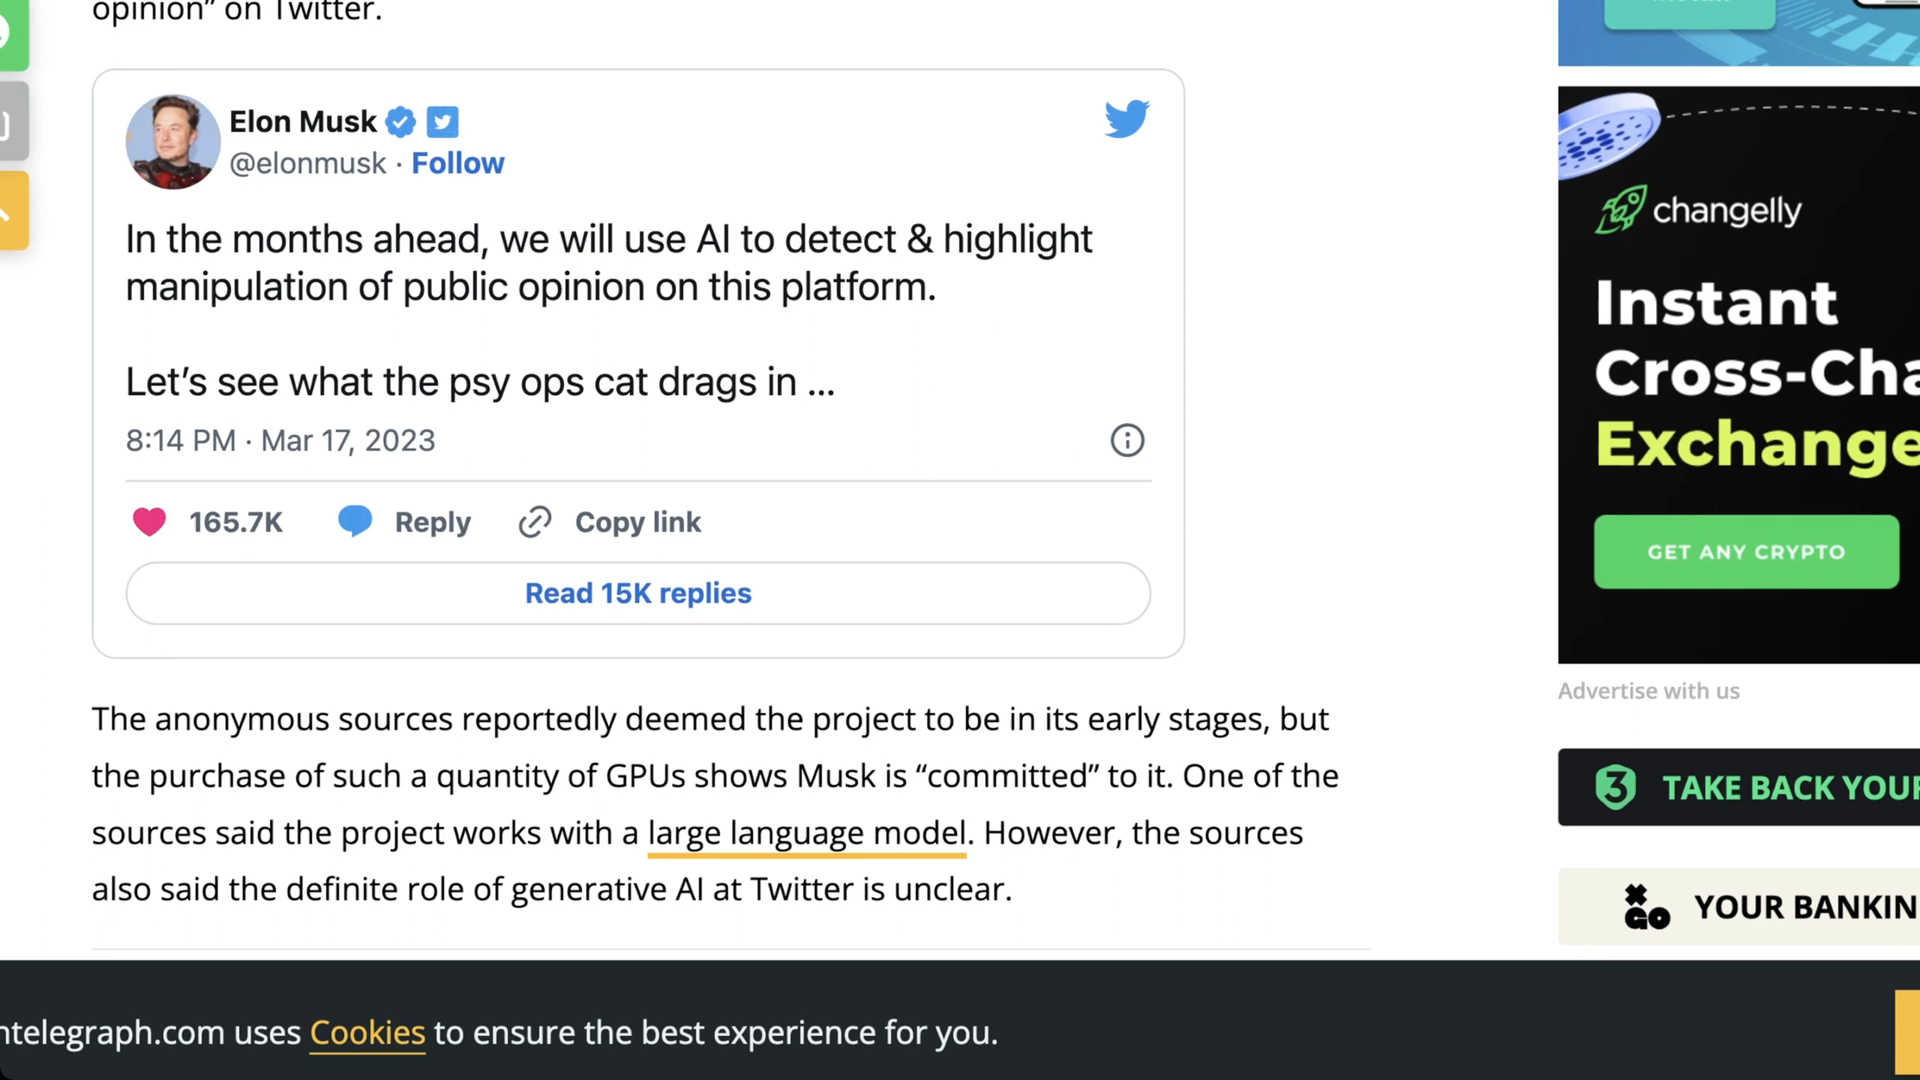 opinion” on Twitter.
Elon Musk
@elonmusk · Follow
In the months ahead, we will use AI to detect & highlight
manipulation of public opinion on this platform.
Let’s see what the psy ops cat drags in ...
8:14 PM · Mar 17, 2023
165.7K Reply Copy link
Read 15K replies
The anonymous sources reportedly deemed the project to be in its early stages, but
the purchase of such a quantity of GPUs shows Musk is “committed” to it. One of the
sources said the project works with a large language model. However, the sources
also said the definite role of generative AI at Twitter is unclear.
changelly
Instant
Cross-Cha
Exchange
GET ANY CRYPTO
Advertise with us
3 TAKE BACK YOUR
xGo YOUR BANKIN
ntelegraph.com uses Cookies to ensure the best experience for you.